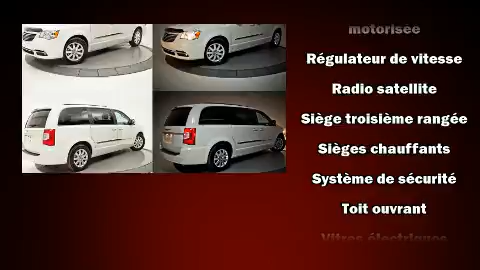 motorisée
Régulateur de vitesse
Radio satellite
Siège troisième rangée
Sièges chauffants
Système de sécurité
Toit ouvrant
Vitres électriques